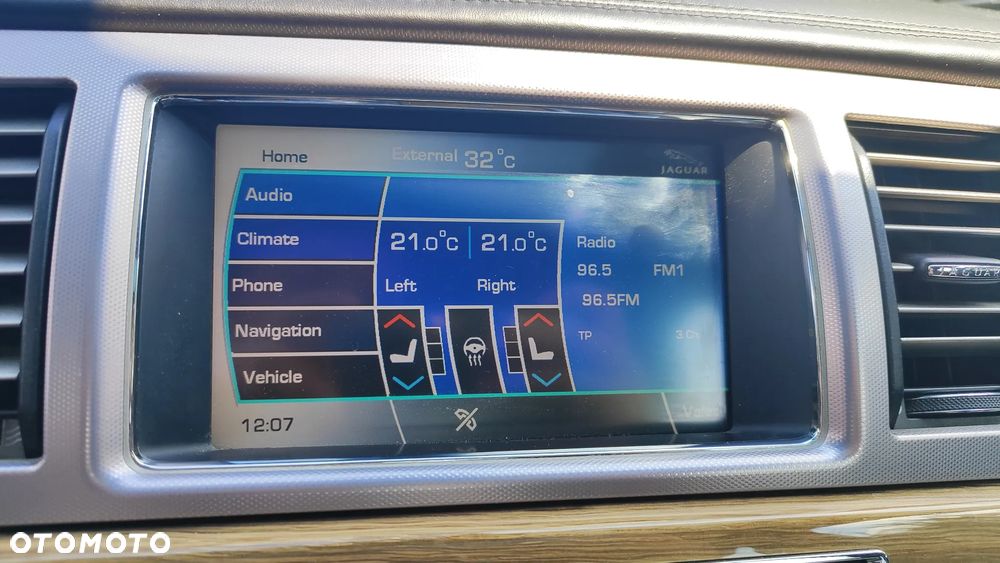 Home
External 32°C
JAGUAR
Audio
Climate
21.0°C
21.0°C
Radio
96.5 FM1
Phone
Left
Right
96.5FM
Navigation
TP
Vehicle
12:07
JAGUAR
OTOMOTO